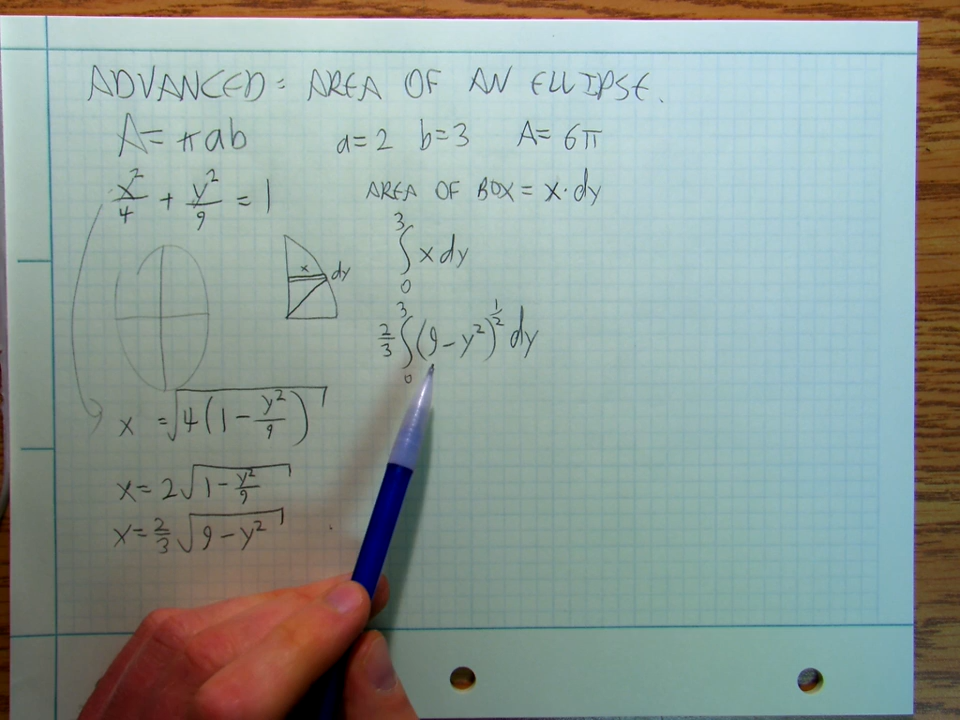 ADVANCED: AREA OF AN ELLIPSE.
A = πab a=2 b=3 A= 6π
x²/4 + y²/9 = 1
AREA OF BOX = x·dy
∫₀³ x dy
x dy
2/3 ∫₀³ (9 - y²)^(1/2) dy
x = √(4(1 - y²/9))
x = 2√(1 - y²/9)
x = 2/3 √(9 - y²)